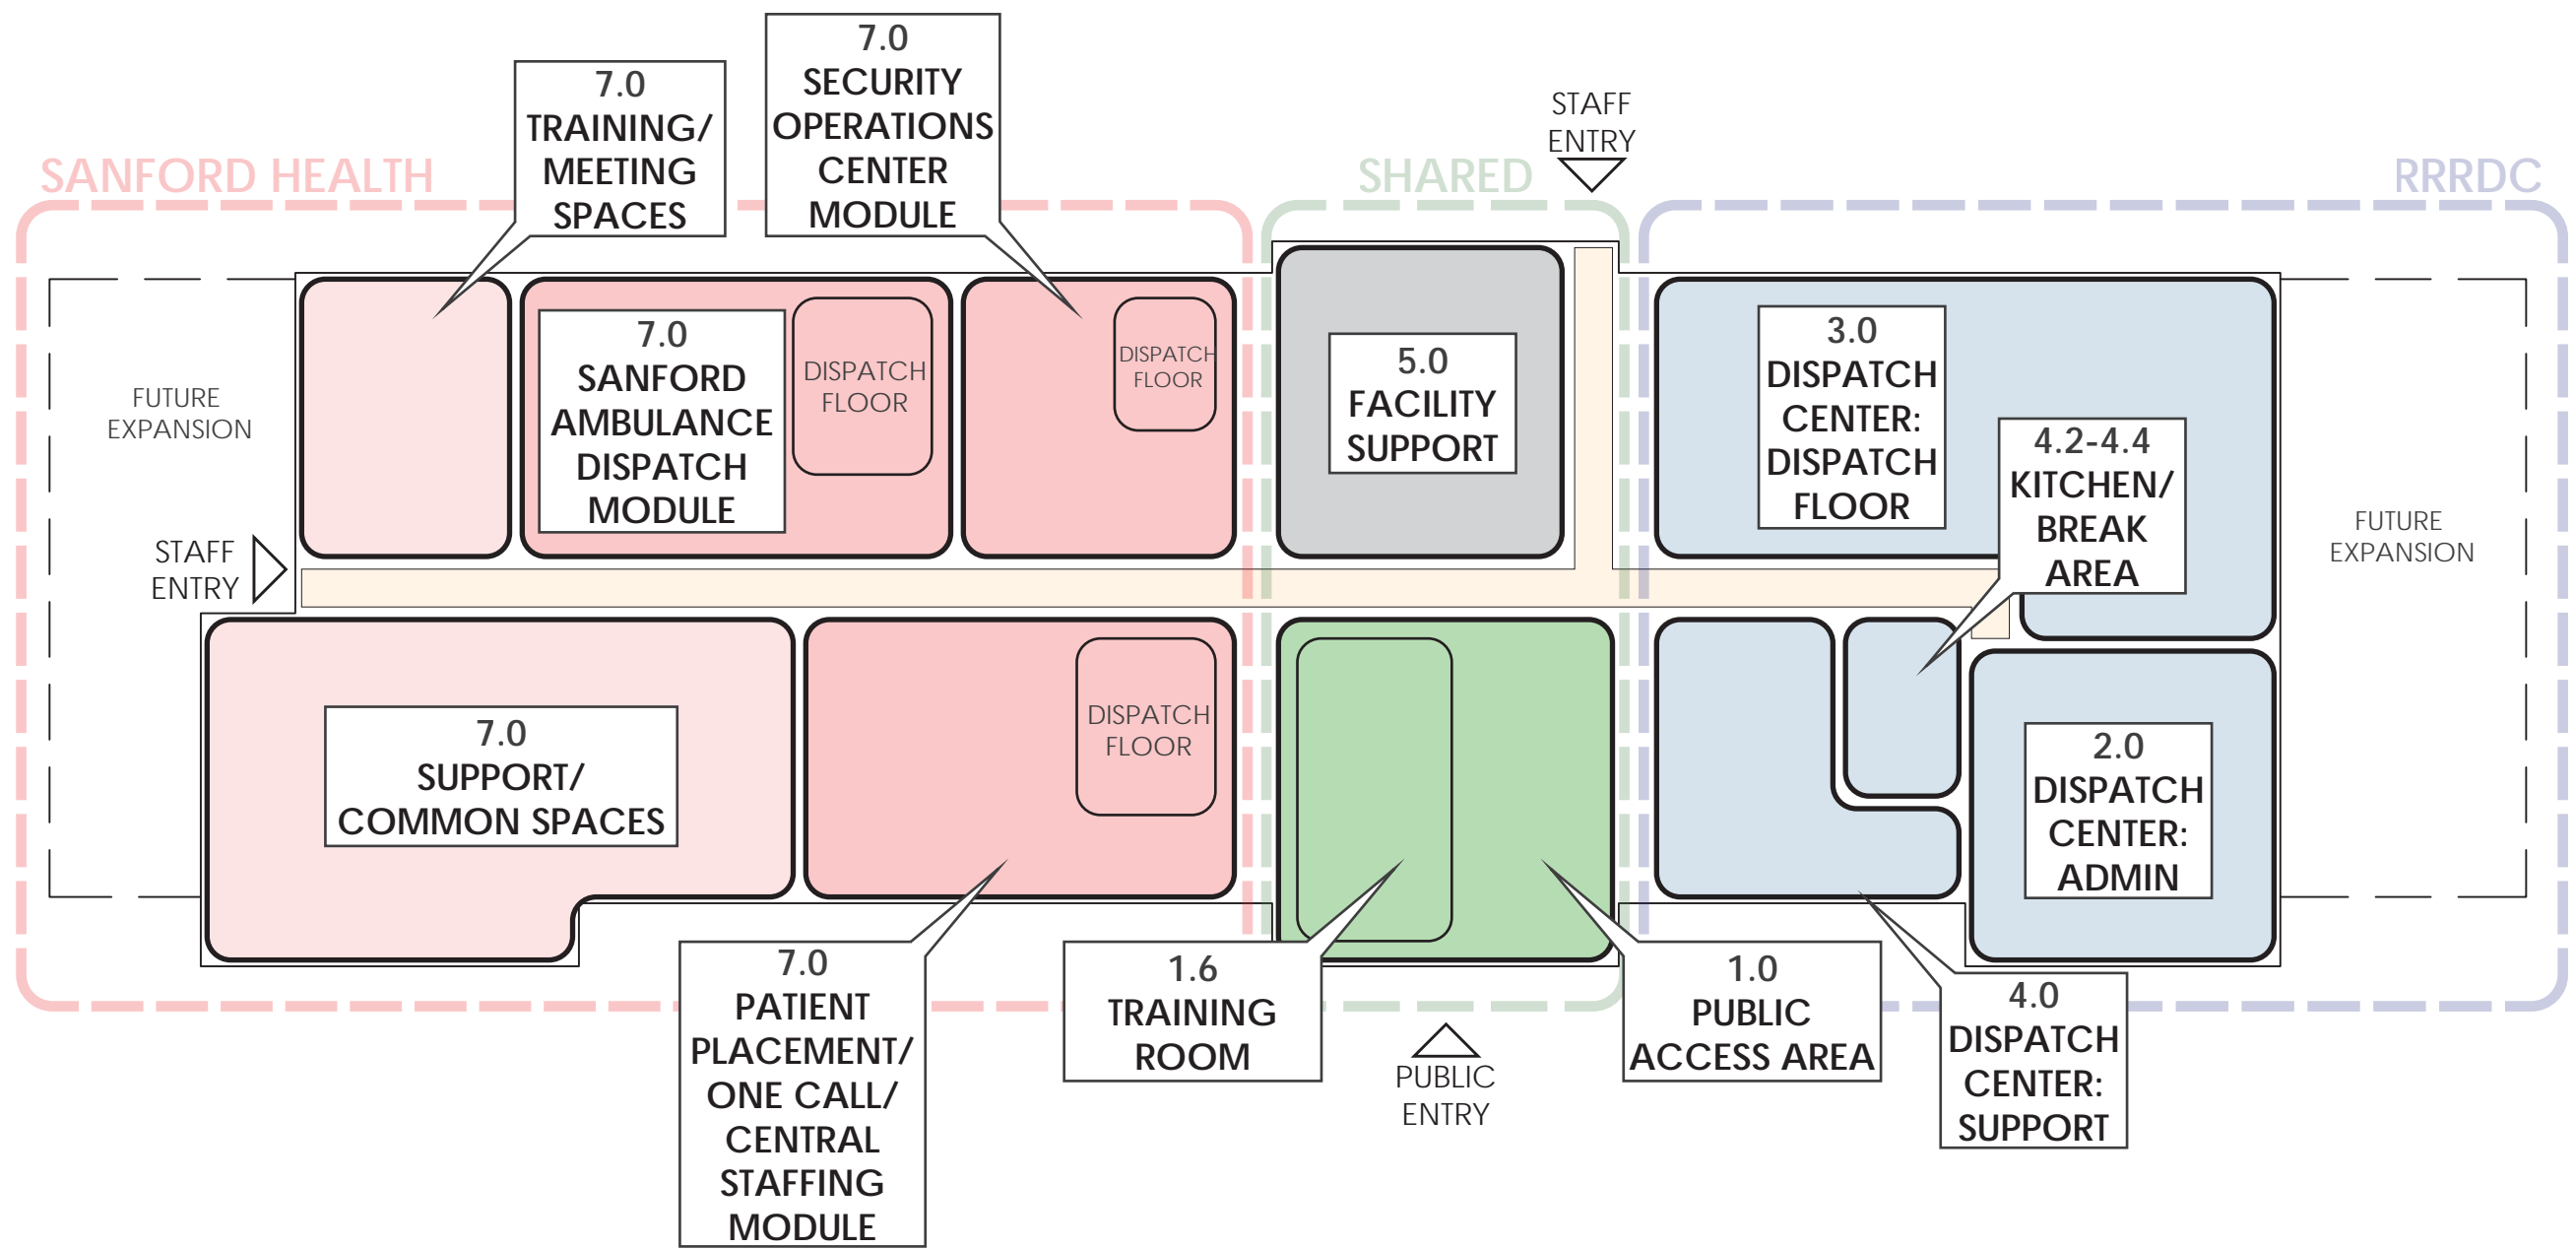 7.0
SECURITY
OPERATIONS
CENTER
MODULE
7.0
TRAINING/
MEETING
SPACES
STAFF
ENTRY
SANFORD HEALTH
SHARED
RRRDC
7.0
SANFORD
AMBULANCE
DISPATCH
MODULE
DISPATCH
FLOOR
DISPATCH
FLOOR
5.0
FACILITY
SUPPORT
3.0
DISPATCH
CENTER:
DISPATCH
FLOOR
4.2-4.4
KITCHEN/
BREAK
AREA
FUTURE
EXPANSION
FUTURE
EXPANSION
STAFF
ENTRY
7.0
SUPPORT/
COMMON SPACES
DISPATCH
FLOOR
2.0
DISPATCH
CENTER:
ADMIN
7.0
PATIENT
PLACEMENT/
ONE CALL/
CENTRAL
STAFFING
MODULE
1.6
TRAINING
ROOM
PUBLIC
ENTRY
1.0
PUBLIC
ACCESS AREA
4.0
DISPATCH
CENTER:
SUPPORT